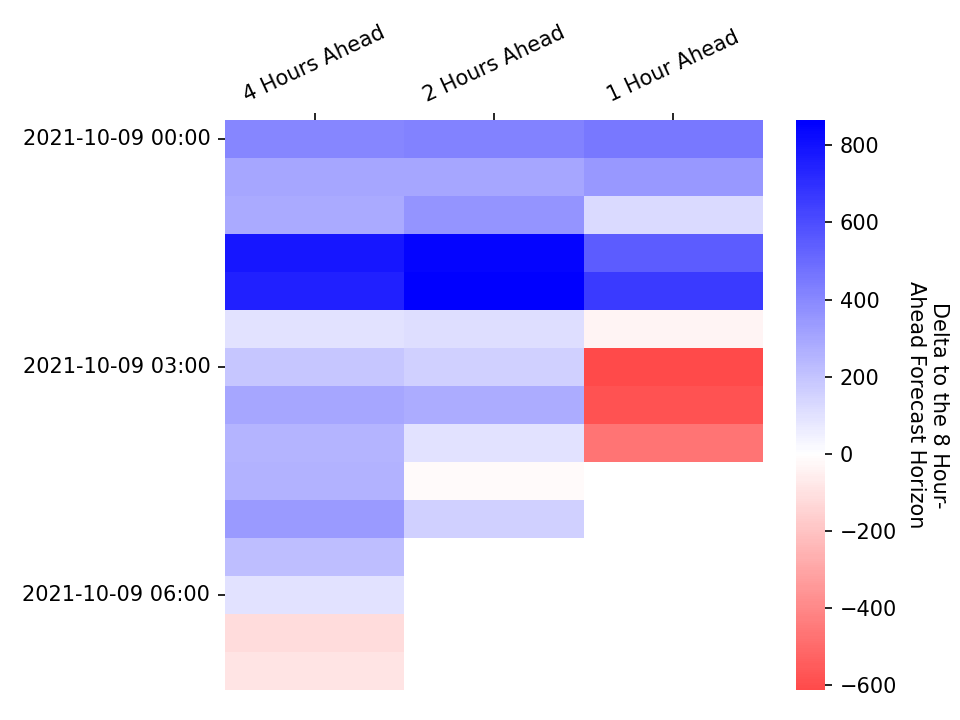 4 Hours Ahead
2 Hours Ahead
1 Hour Ahead
2021-10-09 00:00
2021-10-09 03:00
2021-10-09 06:00
800
600
400
200
0
−200
−400
−600
Delta to the 8 Hour-
Ahead Forecast Horizon